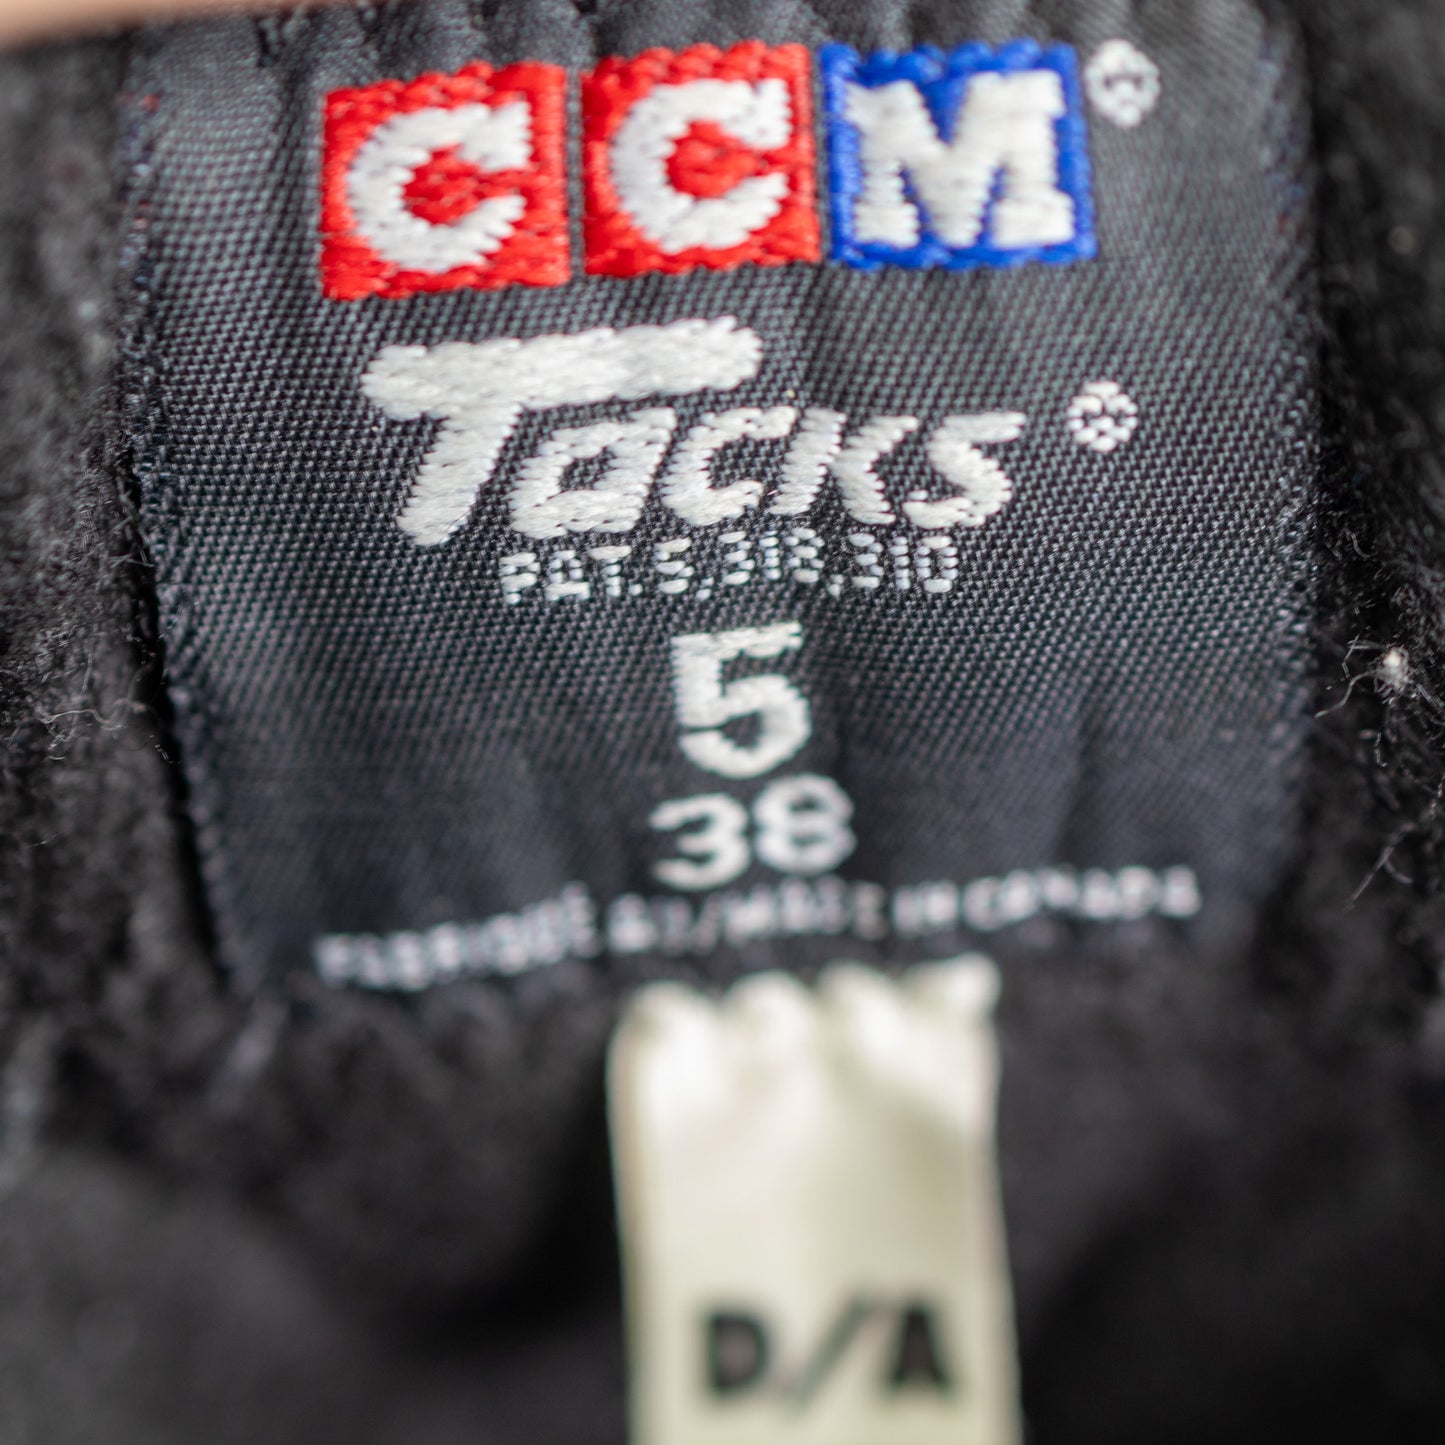 CCM®
Tacks®
PAT. 5,318,310
5
38
FABRIQUÉ AU/MADE IN CANADA
D/A